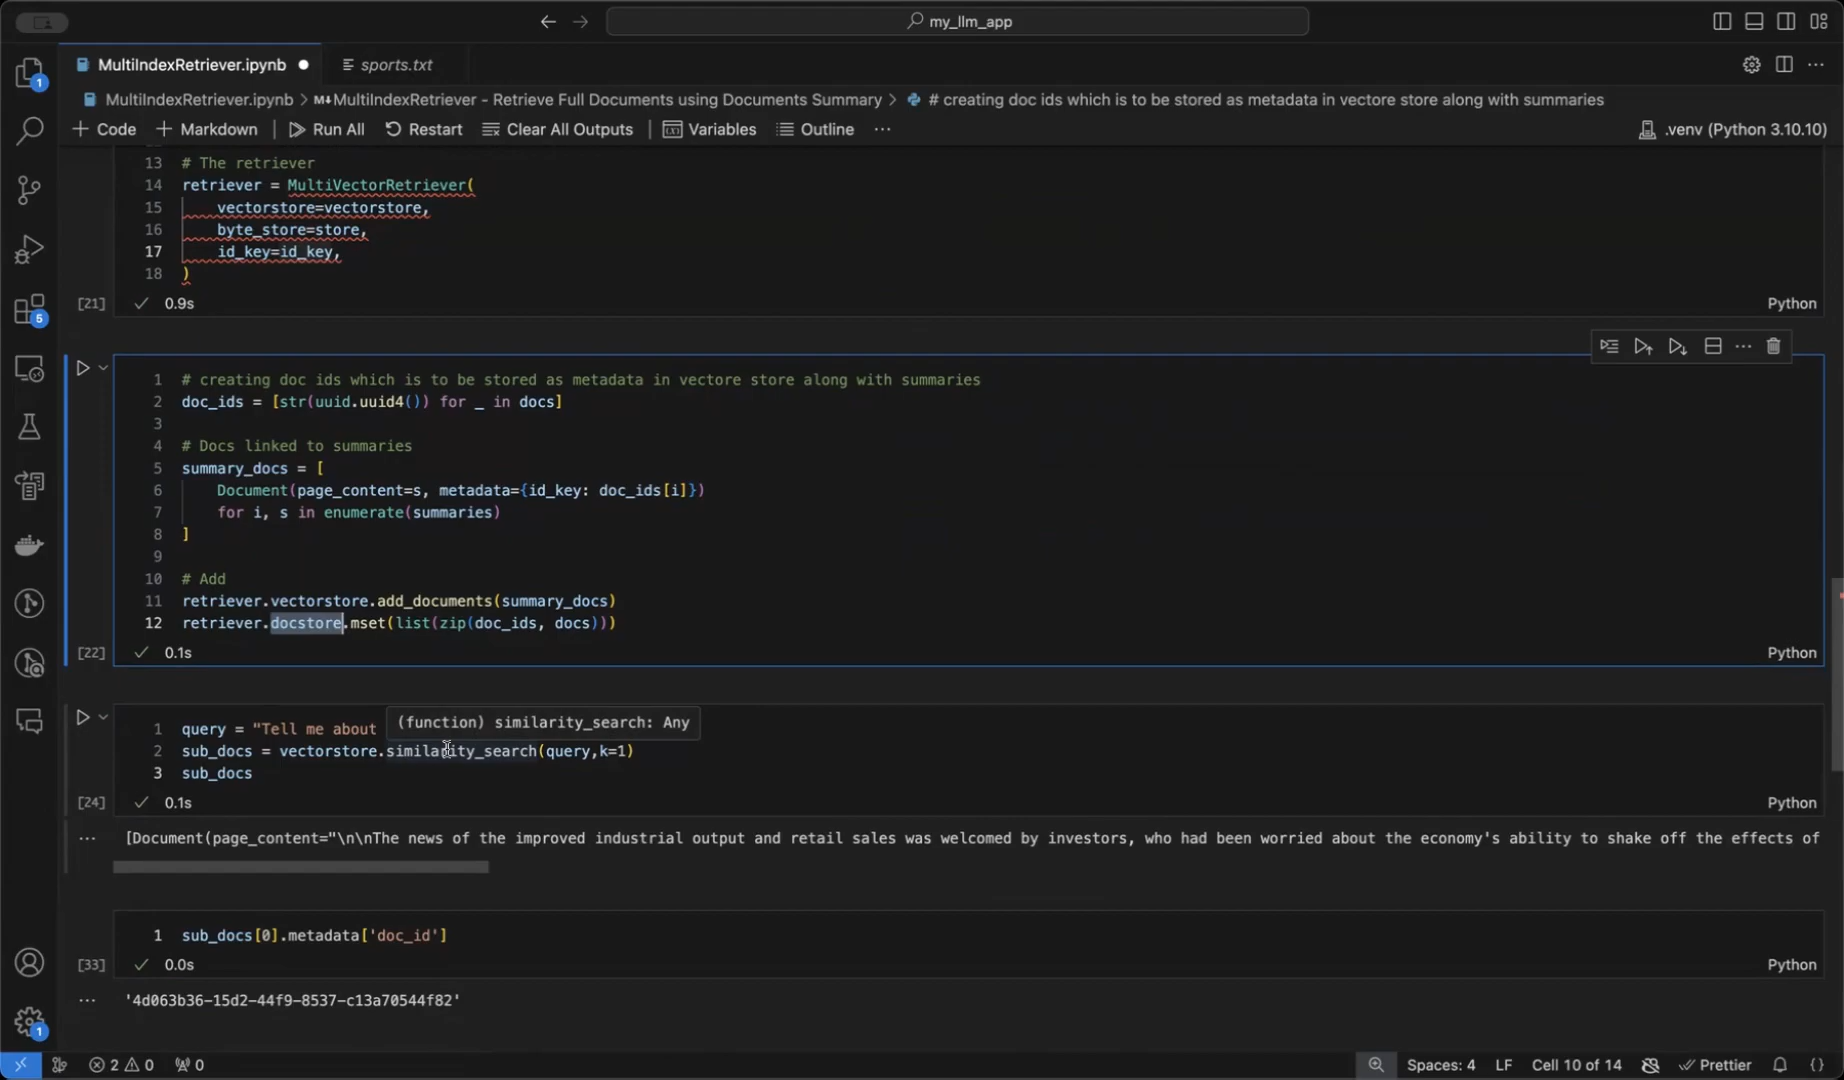 my_llm_app
MultiIndexRetriever.ipynb
sports.txt
MultiIndexRetriever.ipynb > M↓MultiIndexRetriever - Retrieve Full Documents using Documents Summary > # creating doc ids which is to be stored as metadata in vectore store along with summaries
+ Code + Markdown Run All Restart Clear All Outputs Variables Outline ... .venv (Python 3.10.10)
13 # The retriever
14 retriever = MultiVectorRetriever(
15 vectorstore=vectorstore,
16 byte_store=store,
17 id_key=id_key,
18 )
[21] ✓ 0.9s Python
1 # creating doc ids which is to be stored as metadata in vectore store along with summaries
2 doc_ids = [str(uuid.uuid4()) for _ in docs]
3
4 # Docs linked to summaries
5 summary_docs = [
6 Document(page_content=s, metadata={id_key: doc_ids[i]})
7 for i, s in enumerate(summaries)
8 ]
9
10 # Add
11 retriever.vectorstore.add_documents(summary_docs)
12 retriever.docstore.mset(list(zip(doc_ids, docs)))
[22] ✓ 0.1s Python
(function) similarity_search: Any
1 query = "Tell me about
2 sub_docs = vectorstore.similarity_search(query,k=1)
3 sub_docs
[24] ✓ 0.1s Python
... [Document(page_content="\n\nThe news of the improved industrial output and retail sales was welcomed by investors, who had been worried about the economy's ability to shake off the effects of
1 sub_docs[0].metadata['doc_id']
[33] ✓ 0.0s Python
... '4d063b36-15d2-44f9-8537-c13a70544f82'
1
5
1
2 0 0 Spaces: 4 LF Cell 10 of 14 Prettier {}